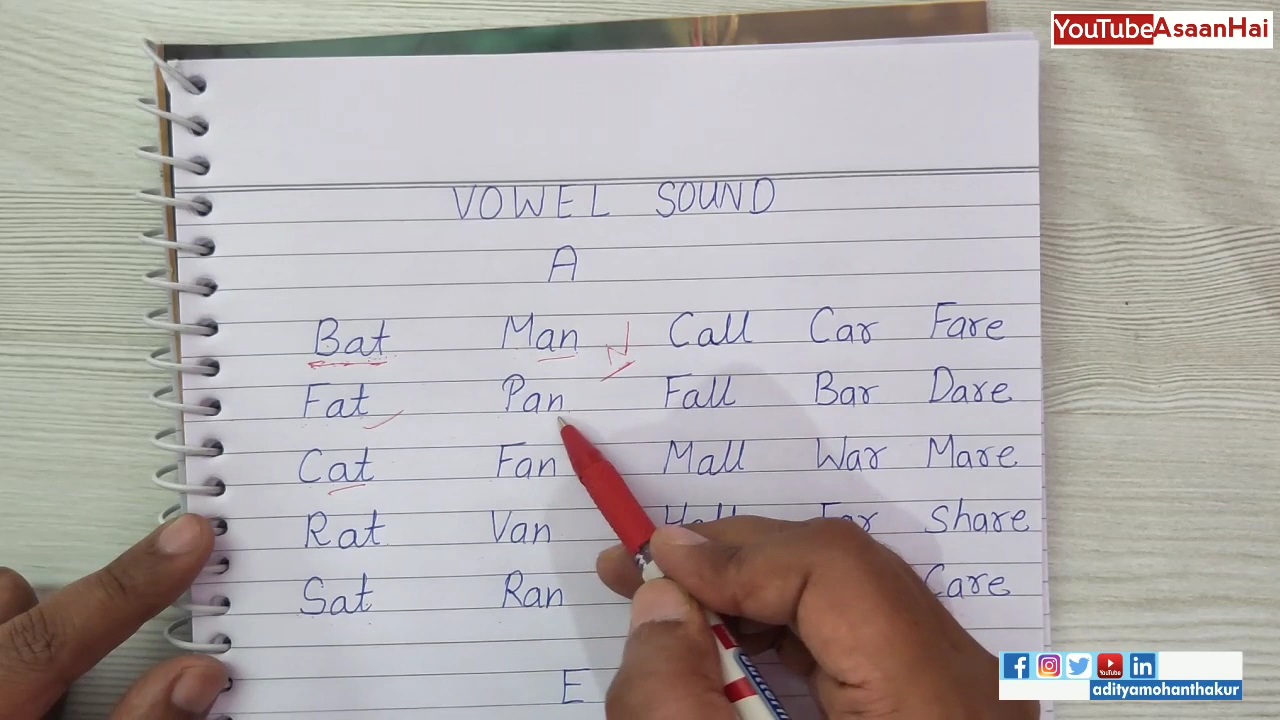 YouTubeAsaanHai
VOWEL SOUND
A
Bat Man N Call Car Fare
Fat Pan Fall Bar Dare
Cat Fan Mall War Mare
Rat Van Far Share
Sat Ran Care
E
adityamohanthakur